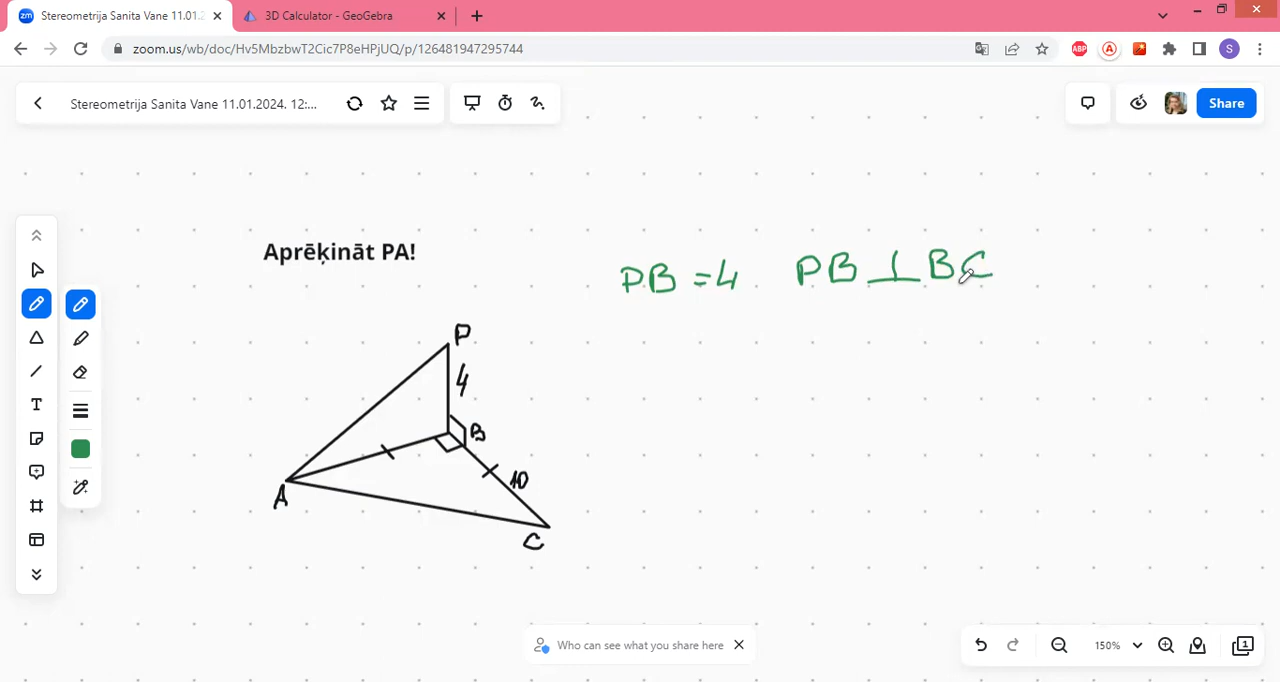 Stereometrija Sanita Vane 11.01.2
3D Calculator - GeoGebra
zoom.us/wb/doc/Hv5MbzbwT2Cic7P8eHPjUQ/p/126481947295744
ABP
A
S
Stereometrija Sanita Vane 11.01.2024. 12:...
Share
Aprēķināt PA!
PB = 4 PB ⊥ BC
P
4
B
10
A
C
T
Who can see what you share here
150%
1